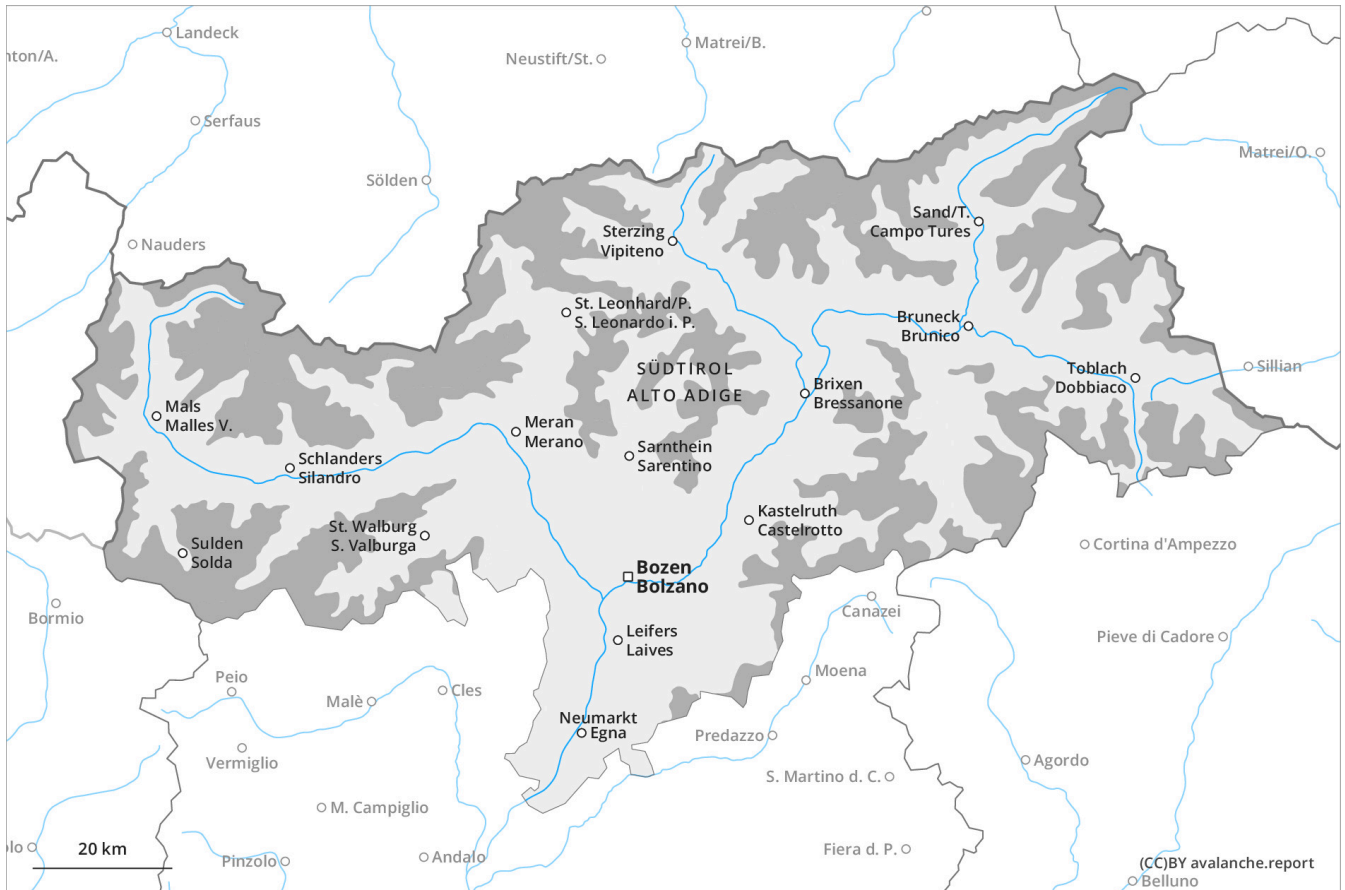 Landeck
nton/A.
Neustift/St.
Matrei/B.
Serfaus
Sölden
Matrei/O.
Nauders
Sand/T.
Campo Tures
Sterzing
Vipiteno
St. Leonhard/P.
S. Leonardo i. P.
Bruneck
Brunico
SÜDTIROL
ALTO ADIGE
Toblach
Dobbiaco
Sillian
Brixen
Bressanone
Mals
Malles V.
Meran
Merano
Schlanders
Silandro
Sarnthein
Sarentino
St. Walburg
S. Valburga
Kastelruth
Castelrotto
Sulden
Solda
Cortina d'Ampezzo
Bozen
Bolzano
Bormio
Canazei
Leifers
Laives
Pieve di Cadore
Peio
Malè
Cles
Moena
Neumarkt
Egna
Predazzo
Vermiglio
Agordo
S. Martino d. C.
M. Campiglio
olo
20 km
Pinzolo
Andalo
Fiera d. P.
(CC)BY avalanche.report
Belluno